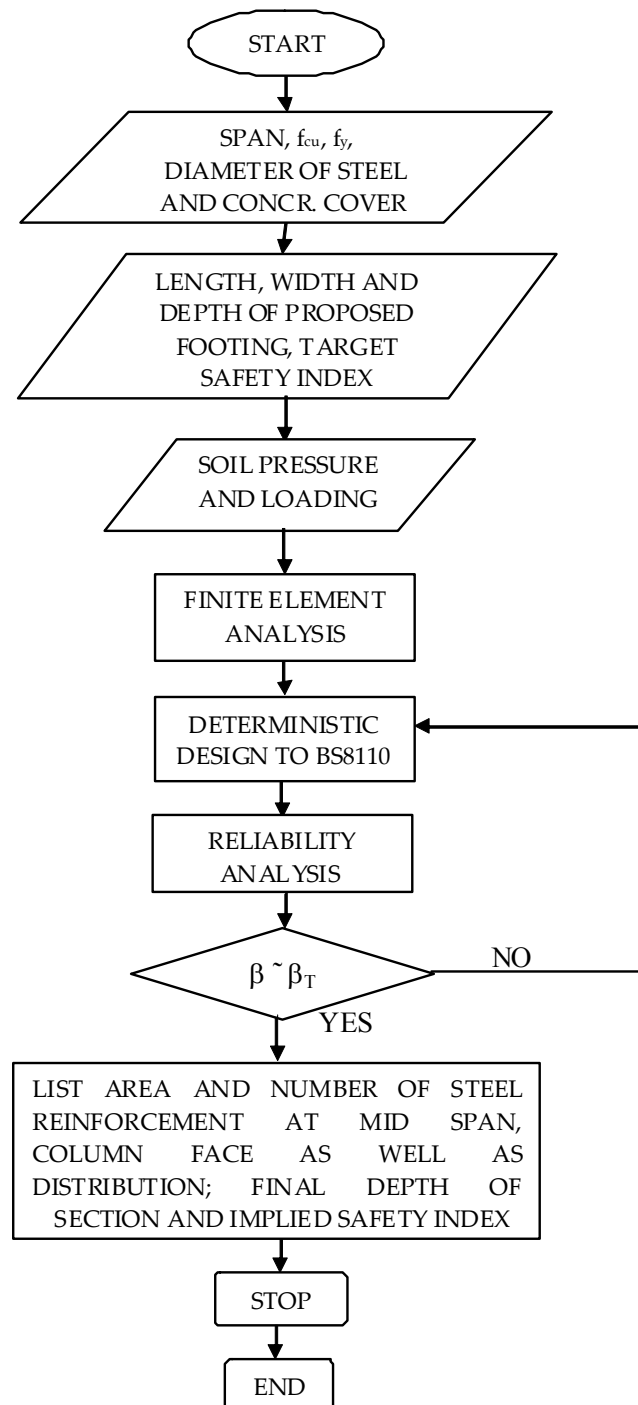 START
SPAN, fcu, fy,
DIAMETER OF STEEL
AND CONCR. COVER
LENGTH, WIDTH AND
DEPTH OF PROPOSED
FOOTING, TARGET
SAFETY INDEX
SOIL PRESSURE
AND LOADING
FINITE ELEMENT
ANALYSIS
DETERMINISTIC
DESIGN TO BS8110
RELIABILITY
ANALYSIS
β ~ βT
NO
YES
LIST AREA AND NUMBER OF STEEL
REINFORCEMENT AT MID SPAN,
COLUMN FACE AS WELL AS
DISTRIBUTION; FINAL DEPTH OF
SECTION AND IMPLIED SAFETY INDEX
STOP
END